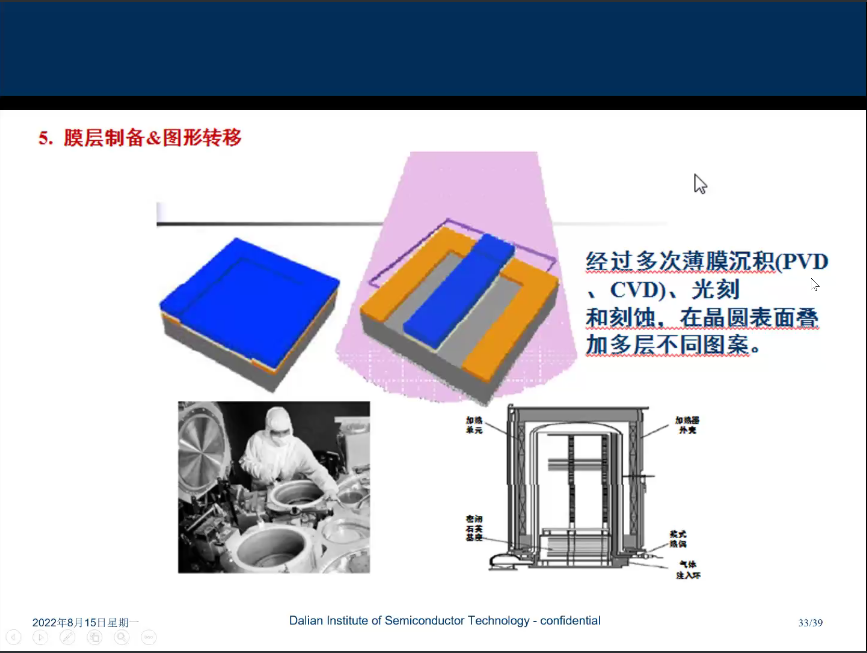 5. 膜层制备&图形转移
经过多次薄膜沉积(PVD
、CVD)、光刻
和刻蚀，在晶圆表面叠
加多层不同图案。
加热
单元
加热器
外壳
密闭
石英
基座
气体
注入环
2022年8月15日星期一
Dalian Institute of Semiconductor Technology - confidential
33/39